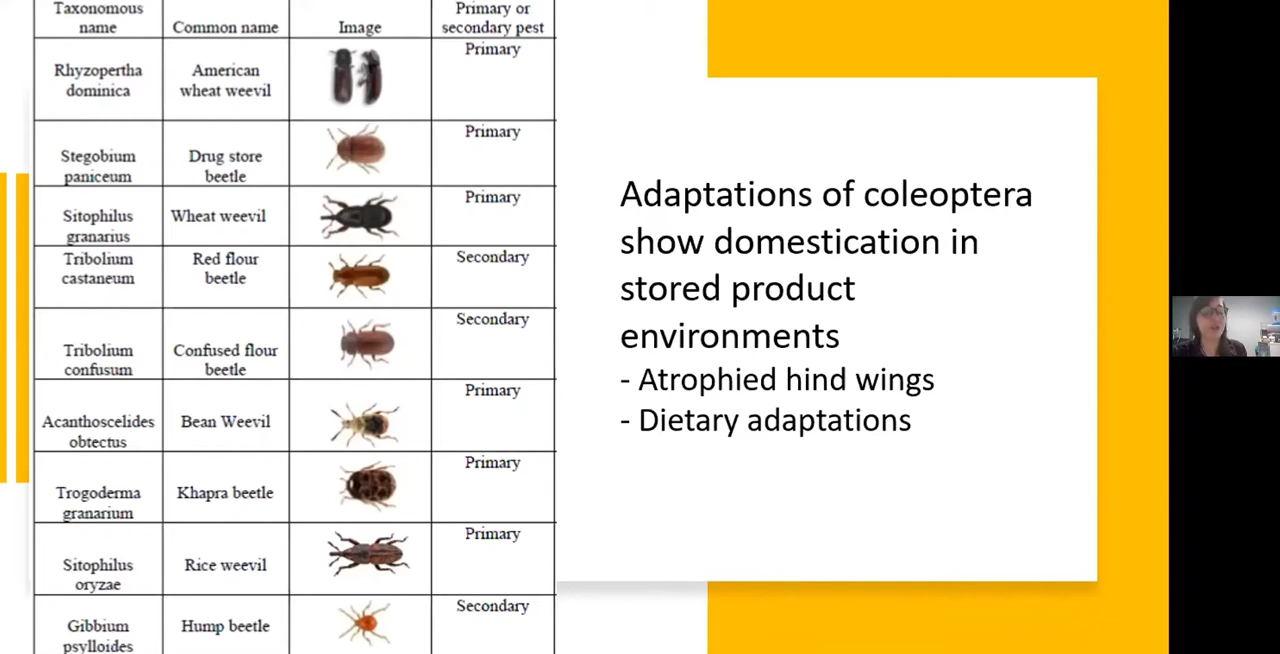 Taxonomous
name
Common name
Image
Primary or
secondary pest
Rhyzopertha
dominica
American
wheat weevil
Primary
Stegobium
paniceum
Drug store
beetle
Primary
Sitophilus
granarius
Wheat weevil
Primary
Tribolium
castaneum
Red flour
beetle
Secondary
Tribolium
confusum
Confused flour
beetle
Secondary
Acanthoscelides
obtectus
Bean Weevil
Primary
Trogoderma
granarium
Khapra beetle
Primary
Sitophilus
oryzae
Rice weevil
Primary
Gibbium
psylloides
Hump beetle
Secondary
Adaptations of coleoptera
show domestication in
stored product
environments
- Atrophied hind wings
- Dietary adaptations